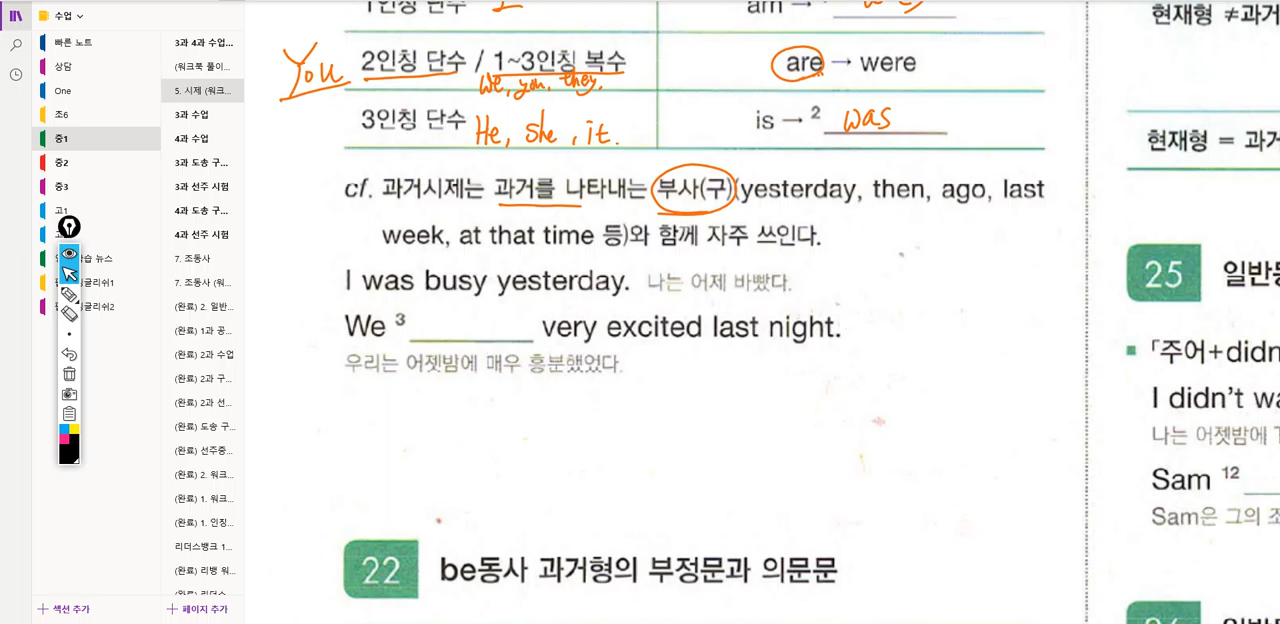 수업
빠른 노트
상담
One
조6
중1
중2
중3
고1
습 뉴스
글리쉬1
글리쉬2
섹션 추가
3과 4과 수업...
(워크북 풀이...
5. 시제 (워크...
3과 수업
4과 수업
3과 도송 구...
3과 선주 시험
4과 도송 구...
4과 선주 시험
7. 조동사
7. 조동사 (워...
(완료) 2. 일반...
(완료) 1과 공...
(완료) 2과 수업
(완료) 2과 구...
(완료) 2과 선...
(완료) 도송 구...
(완료) 선주중...
(완료) 2. 워크...
(완료) 1. 워크...
(완료) 1. 인칭...
리더스뱅크 1...
(완료) 리뱅 워...
페이지 추가
1인칭 단수 I am →
You 2인칭 단수 / 1~3인칭 복수 are → were
We, you, they.
3인칭 단수 He, she, it. is → 2 was
cf. 과거시제는 과거를 나타내는 부사(구)(yesterday, then, ago, last
week, at that time 등)와 함께 자주 쓰인다.
I was busy yesterday. 나는 어제 바빴다.
We 3 ________ very excited last night.
우리는 어젯밤에 매우 흥분했었다.
22 be동사 과거형의 부정문과 의문문
현재형 ≠ 과거
현재형 = 과거
25 일반동
「주어+didn
I didn't wa
나는 어젯밤에 T
Sam 12
Sam은 그의 조